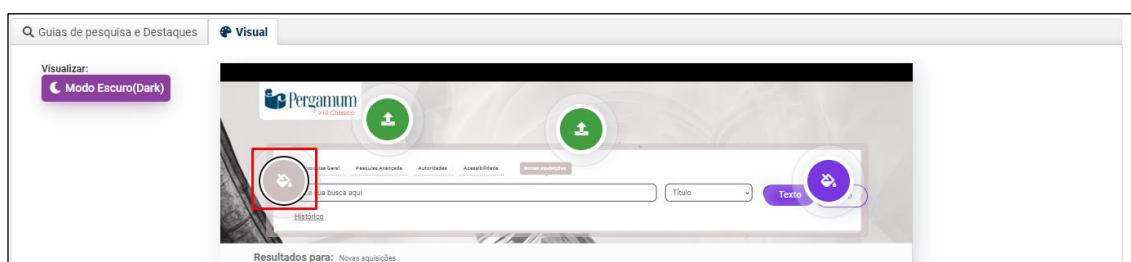 Guias de pesquisa e Destaques
Visual
Visualizar:
Modo Escuro(Dark)
Pergamum
v10 Clássico
Geral
Pesquisa Avançada
Autoridades
Acessibilidade
Novas aquisições
sua busca aqui
Título
Texto
Histórico
Resultados para: Novas aquisições